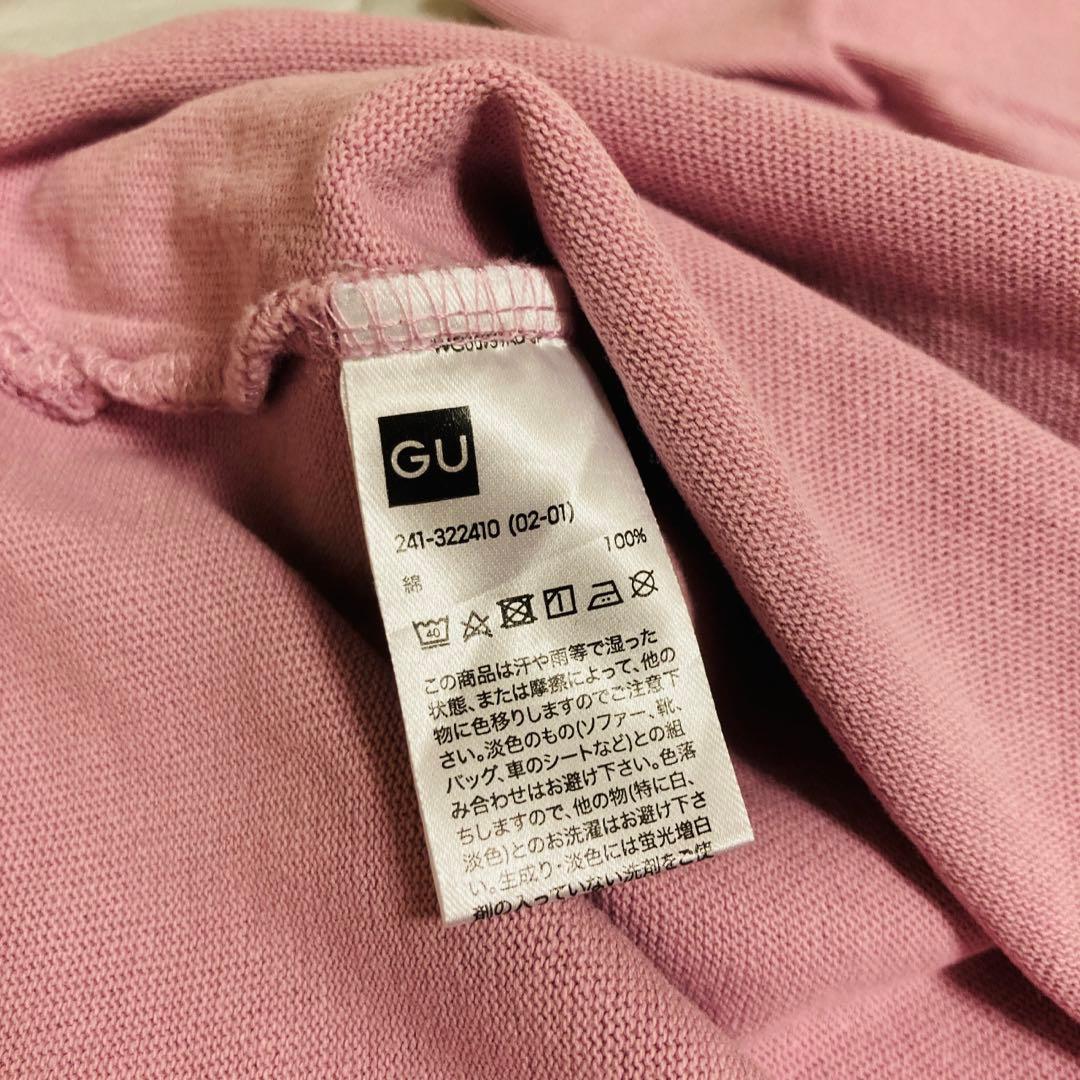 GU
241-322410 (02-01)
綿 100%
40
この商品は汗や雨等で湿った
状態、または摩擦によって、他の
物に色移りしますのでご注意下
さい。淡色のもの(ソファー、靴、
バッグ、車のシートなど)との組
み合わせはお避け下さい。色落
ちしますので、他の物(特に白、
淡色)とのお洗濯はお避け下さ
い。生成り・淡色には蛍光増白
剤の入っていない洗剤をご使